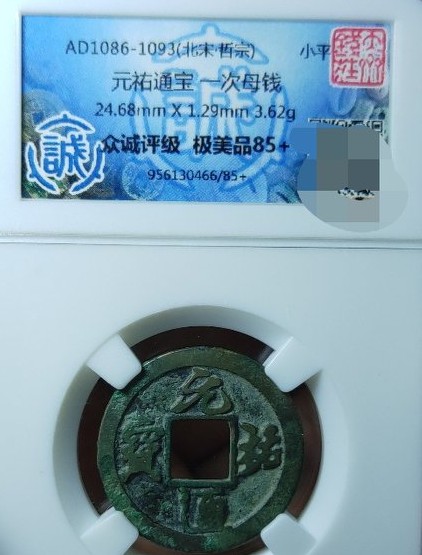 AD1086-1093(北宋·哲宗) 小平
元祐通宝 一次母钱
24.68mm X 1.29mm 3.62g
众诚评级 极美品85+
956130466/85+
誠
元祐通寶